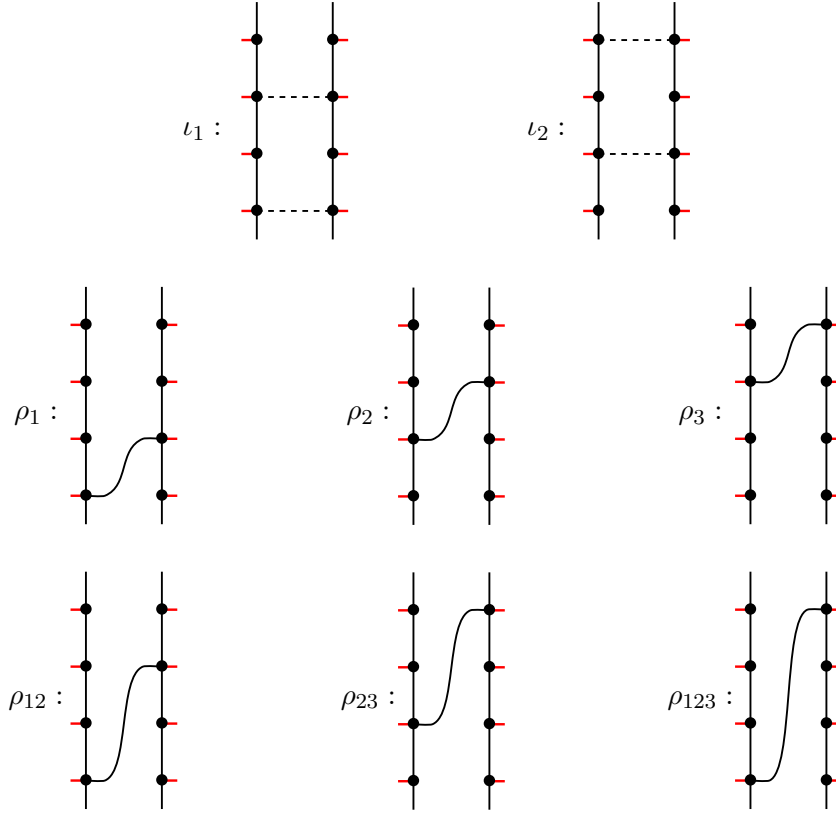 ι₁ : ι₂ :
ρ₁ : ρ₂ : ρ₃ :
ρ₁₂ : ρ₂₃ : ρ₁₂₃ :